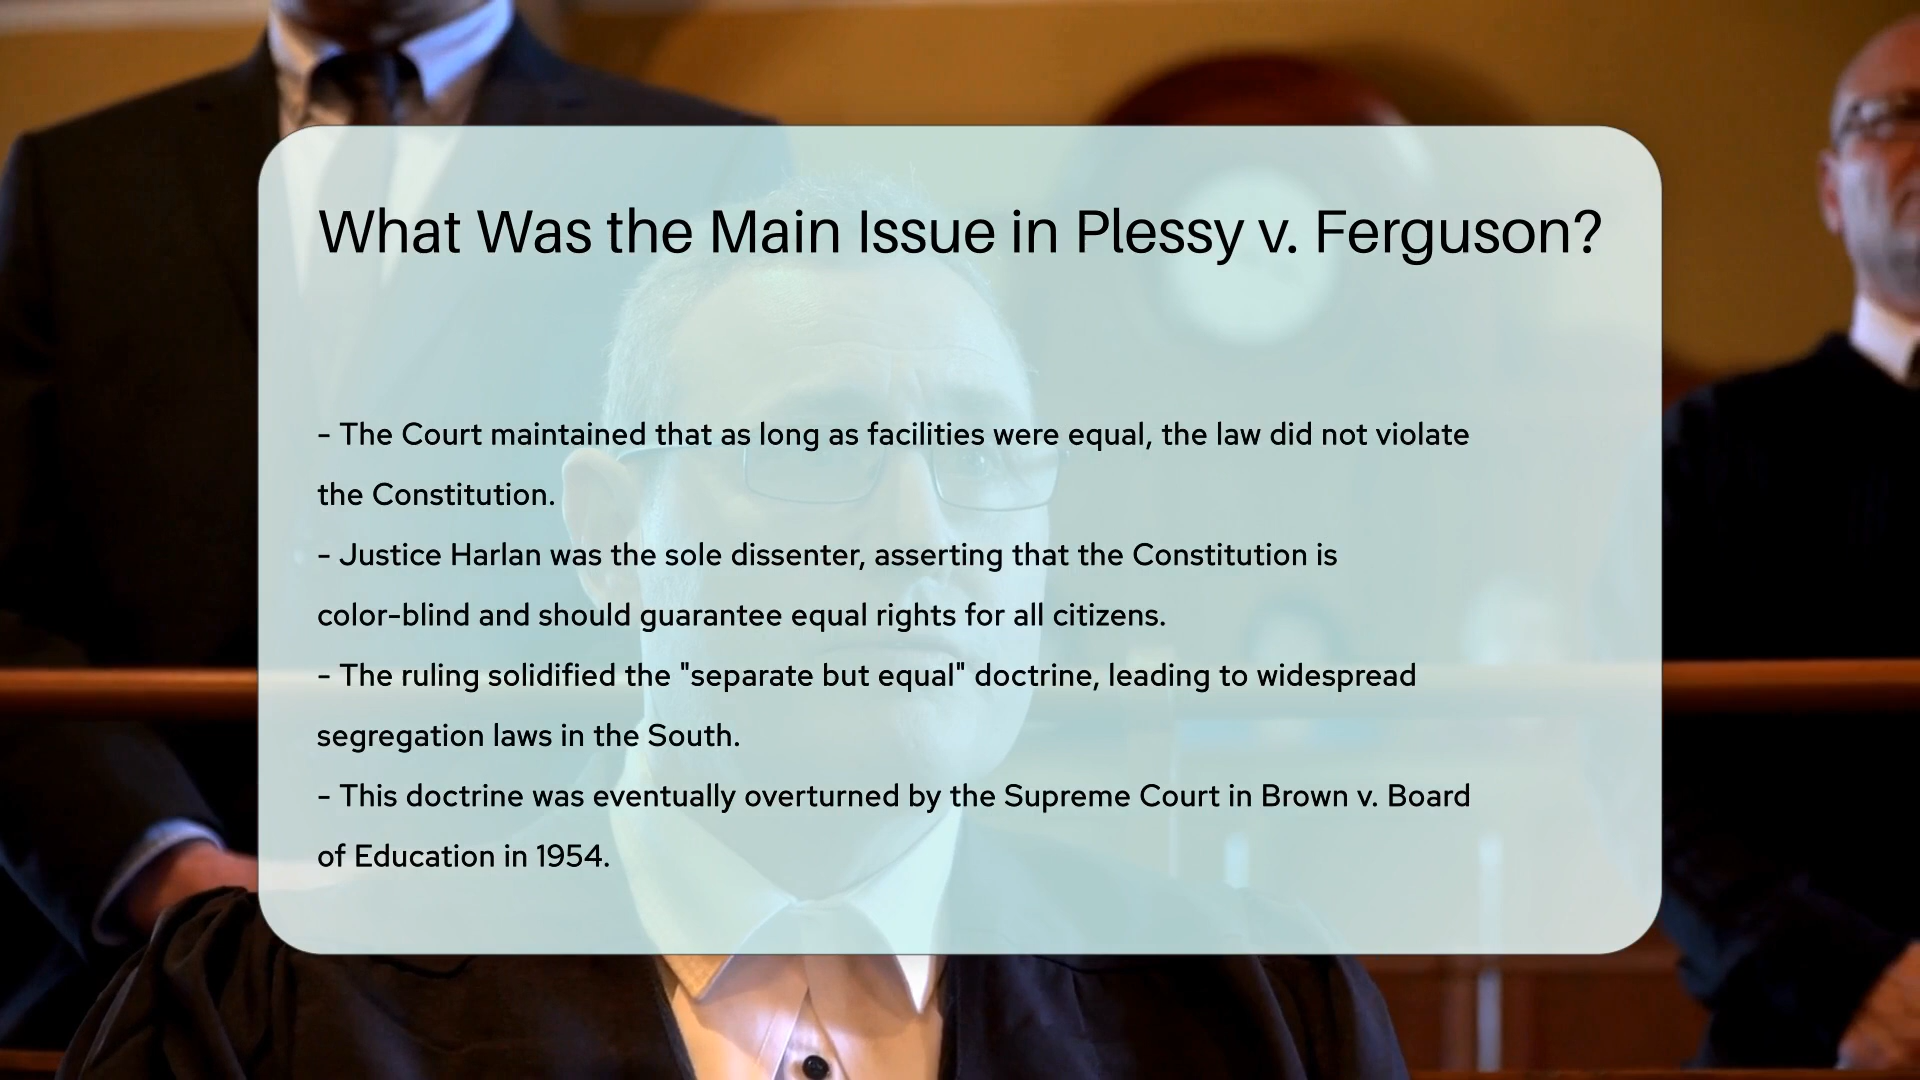 What Was the Main Issue in Plessy v. Ferguson?
- The Court maintained that as long as facilities were equal, the law did not violate
the Constitution.
- Justice Harlan was the sole dissenter, asserting that the Constitution is
color-blind and should guarantee equal rights for all citizens.
- The ruling solidified the "separate but equal" doctrine, leading to widespread
segregation laws in the South.
- This doctrine was eventually overturned by the Supreme Court in Brown v. Board
of Education in 1954.